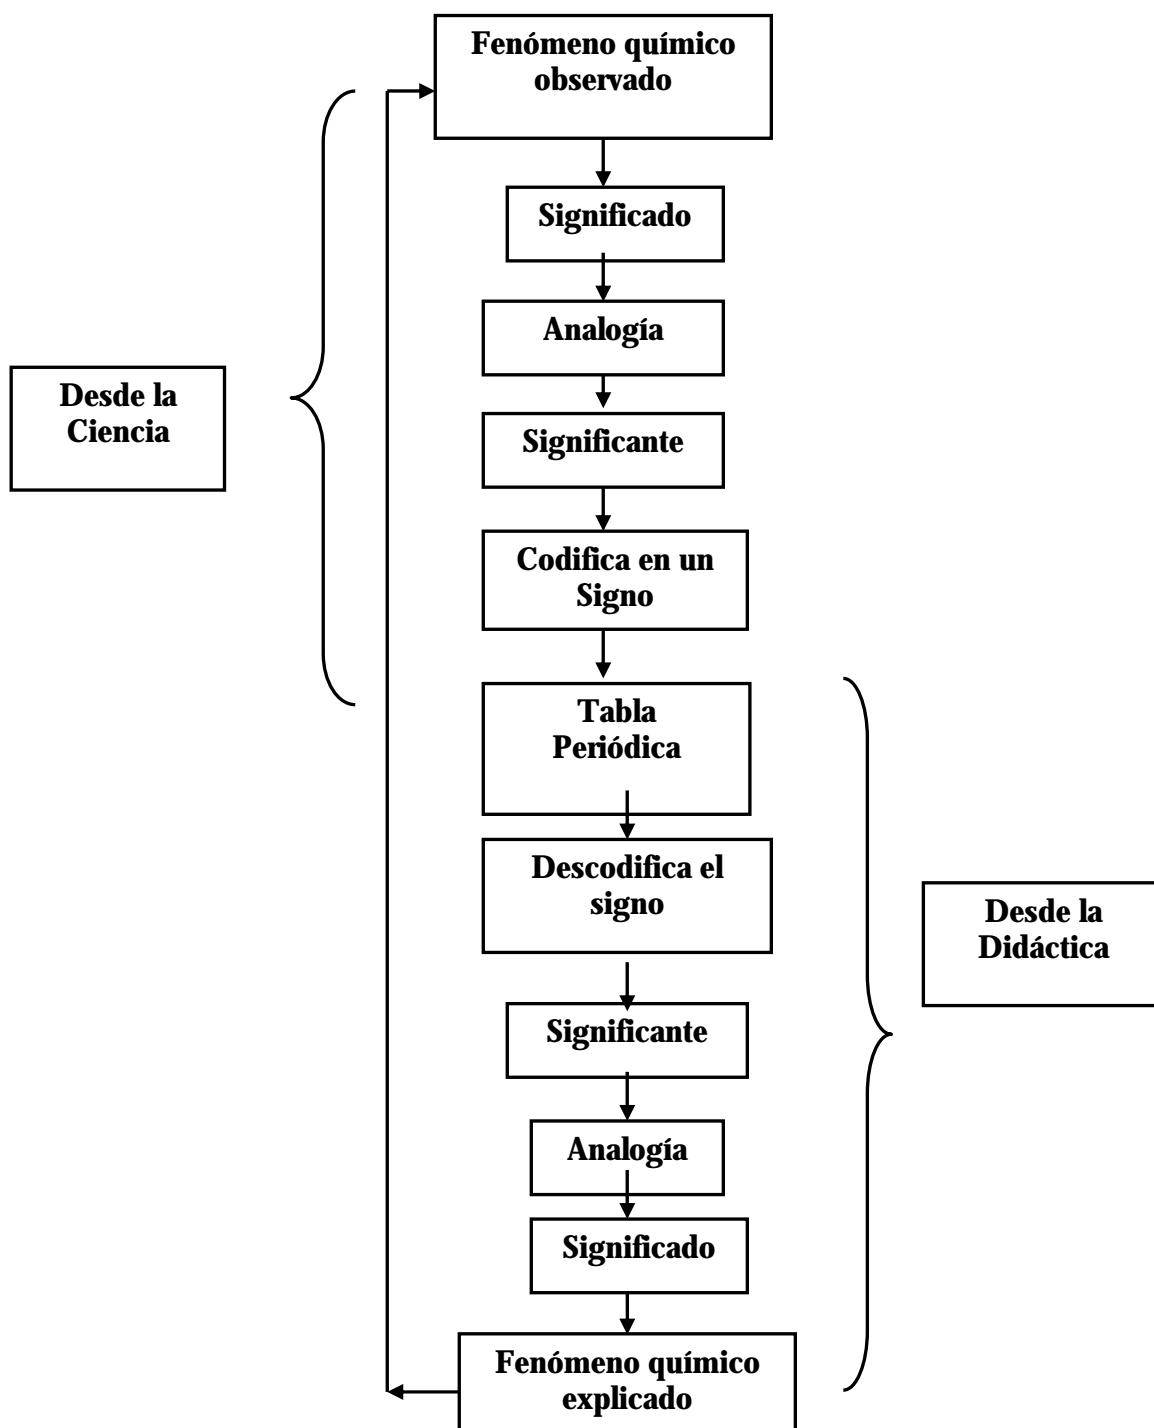 Fenómeno químico
observado
Significado
Analogía
Desde la
Ciencia
Significante
Codifica en un
Signo
Tabla
Periódica
Descodifica el
signo
Desde la
Didáctica
Significante
Analogía
Significado
Fenómeno químico
explicado